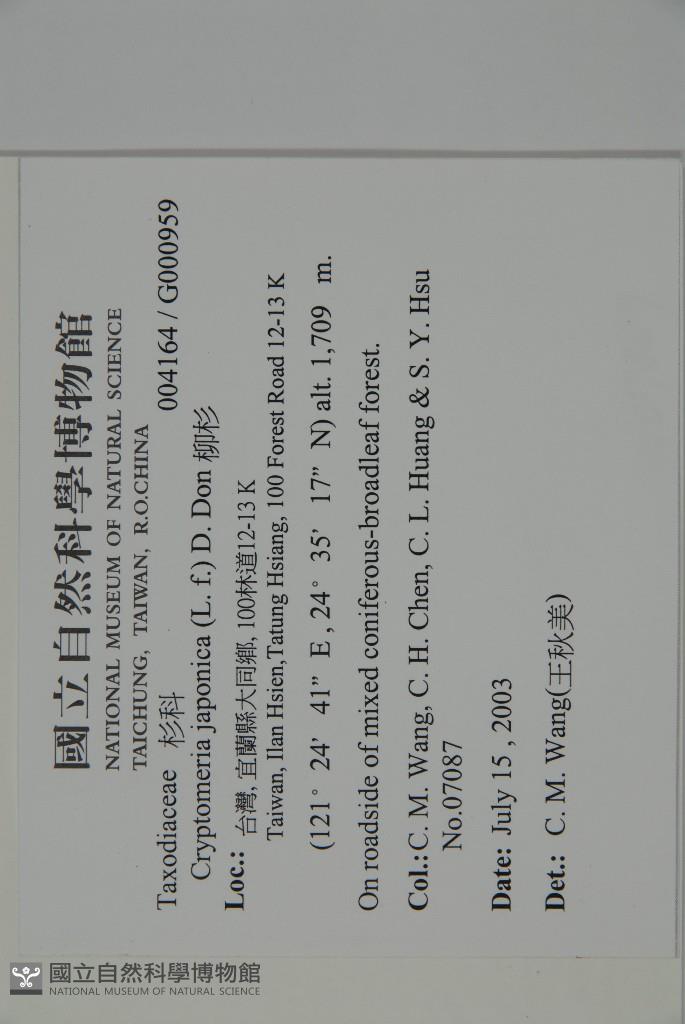 國立自然科學博物館
NATIONAL MUSEUM OF NATURAL SCIENCE
TAICHUNG, TAIWAN, R.O.CHINA
Taxodiaceae 杉科 004164 / G000959
Cryptomeria japonica (L. f.) D. Don 柳杉
Loc.:
台灣, 宜蘭縣大同鄉, 100林道12-13 K
Taiwan, Ilan Hsien,Tatung Hsiang, 100 Forest Road 12-13 K
(121° 24' 41" E , 24° 35' 17" N) alt. 1,709 m.
On roadside of mixed coniferous-broadleaf forest.
Col.:C. M. Wang, C. H. Chen, C. L. Huang & S. Y. Hsu
No.07087
Date: July 15 , 2003
Det.: C. M. Wang(王秋美)
國立自然科學博物館
NATIONAL MUSEUM OF NATURAL SCIENCE